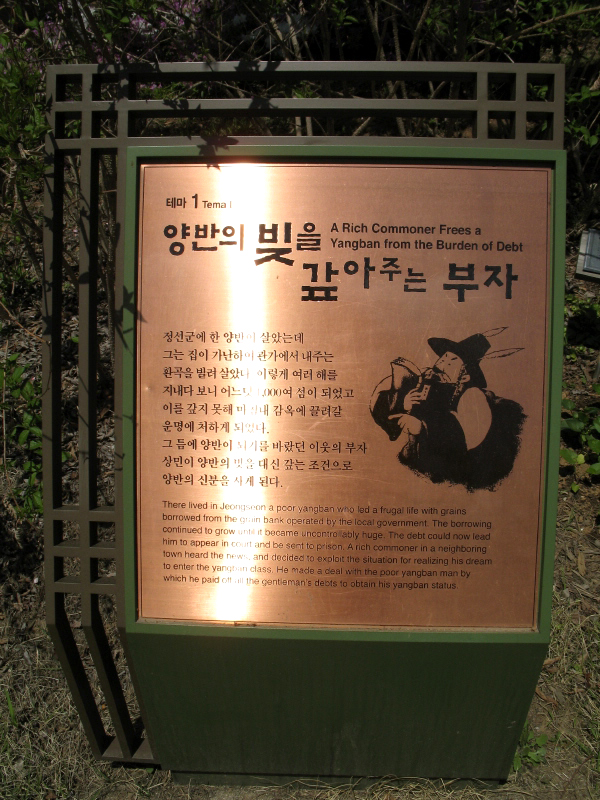 테마 1 Tema I
양반의 빚을
갚아주는 부자
A Rich Commoner Frees a
Yangban from the Burden of Debt
정선군에 한 양반이 살았는데
그는 집이 가난하여 관가에서 내주는
환곡을 빌려 살았다. 이렇게 여러 해를
지내다 보니 어느덧 1,000여 섬이 되었고
이를 갚지 못해 마침내 감옥에 끌려갈
운명에 처하게 되었다.
그 틈에 양반이 되기를 바랐던 이웃의 부자
상민이 양반의 빚을 대신 갚는 조건으로
양반의 신분을 사게 된다.
There lived in Jeongseon a poor yangban who led a frugal life with grains
borrowed from the grain bank operated by the local government. The borrowing
continued to grow until it became uncontrollably huge. The debt could now lead
him to appear in court and be sent to prison. A rich commoner in a neighboring
town heard the news, and decided to exploit the situation for realizing his dream
to enter the yangban class. He made a deal with the poor yangban man by
which he paid off all the gentleman's debts to obtain his yangban status.